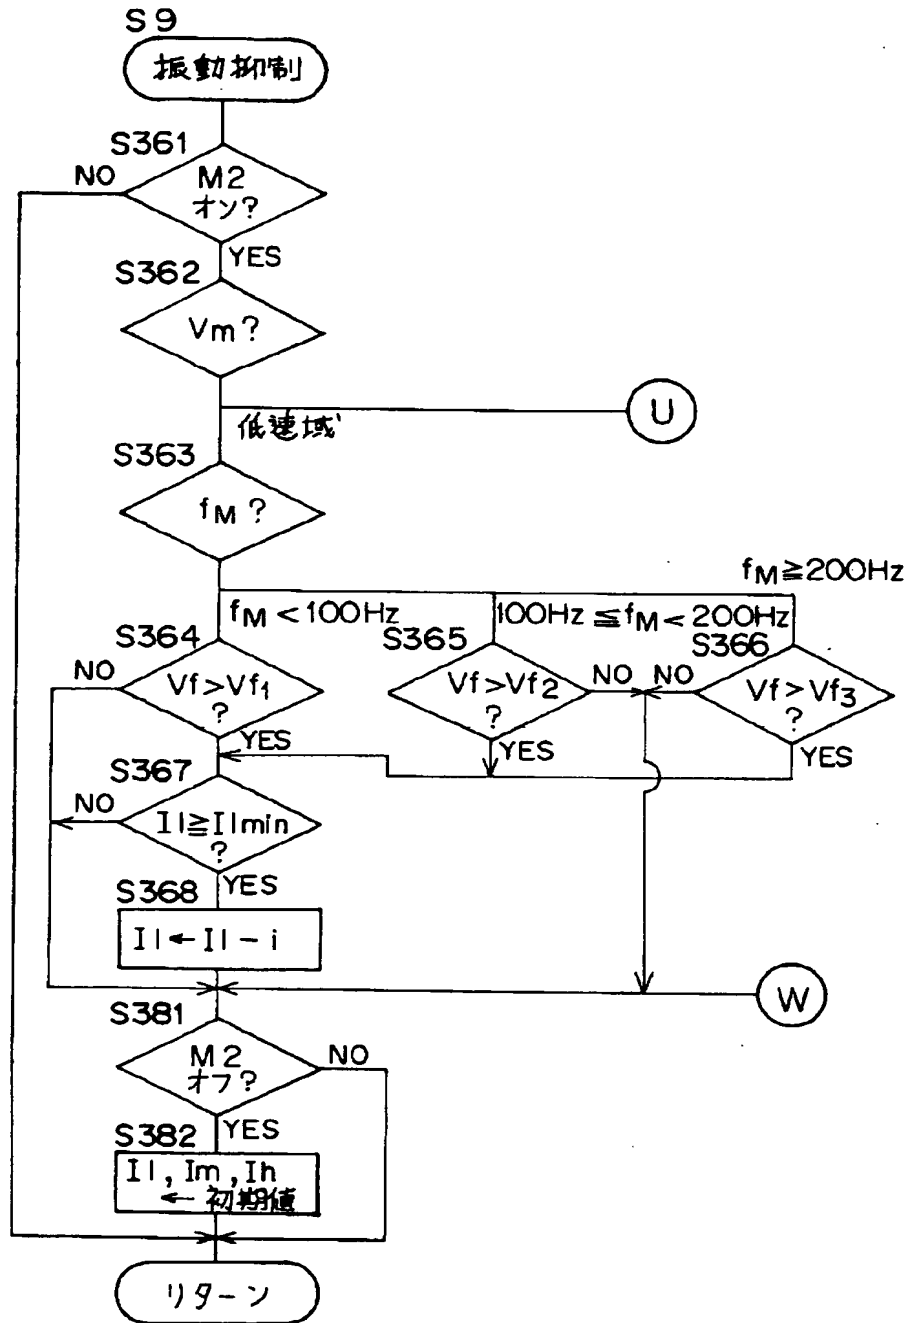 S9
振動抑制
S361
NO
M2
オン?
YES
S362
Vm?
低速域
U
S363
fM?
fM≧200Hz
fM<100Hz
100Hz≦fM<200Hz
S364
S365
S366
NO
Vf>Vf1
?
Vf>Vf2
?
NO
NO
Vf>Vf3
?
YES
YES
YES
S367
NO
Il≧Ilmin
?
YES
S368
Il←Il-i
W
S381
M2
オフ?
NO
YES
S382
Il,Im,Ih
←初期値
リターン